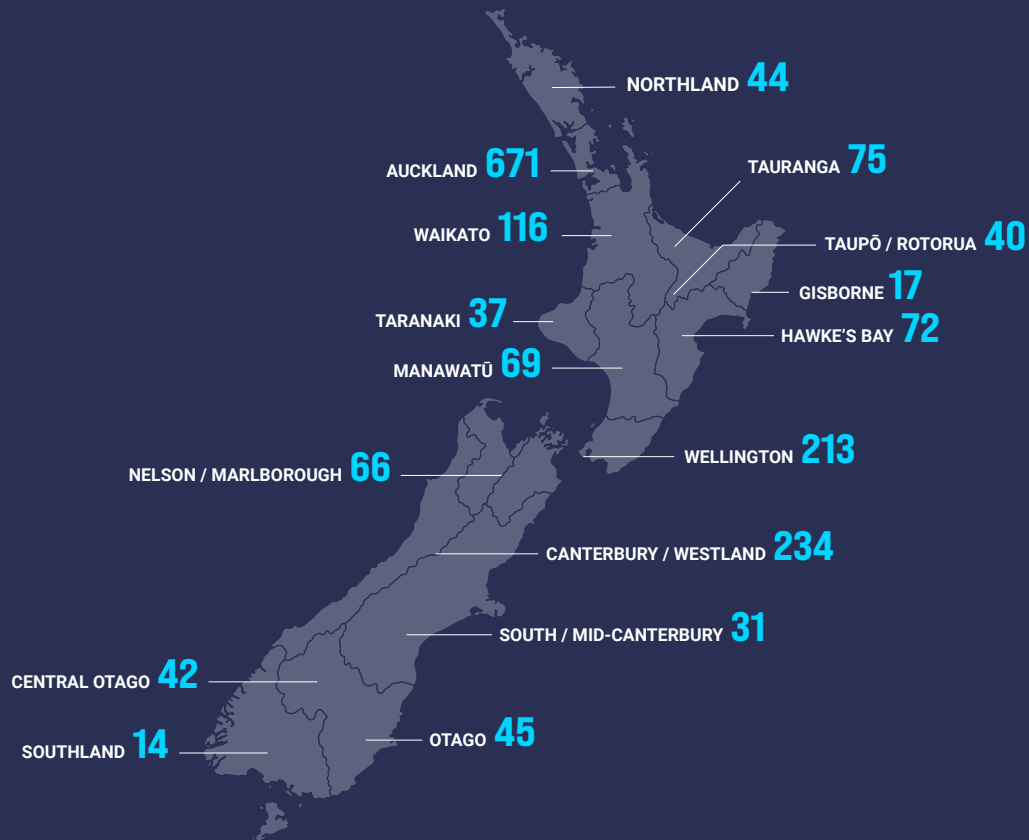 NORTHLAND 44
AUCKLAND 671
TAURANGA 75
WAIKATO 116
TAUPŌ / ROTORUA 40
GISBORNE 17
TARANAKI 37
HAWKE'S BAY 72
MANAWATŪ 69
WELLINGTON 213
NELSON / MARLBOROUGH 66
CANTERBURY / WESTLAND 234
SOUTH / MID-CANTERBURY 31
CENTRAL OTAGO 42
OTAGO 45
SOUTHLAND 14